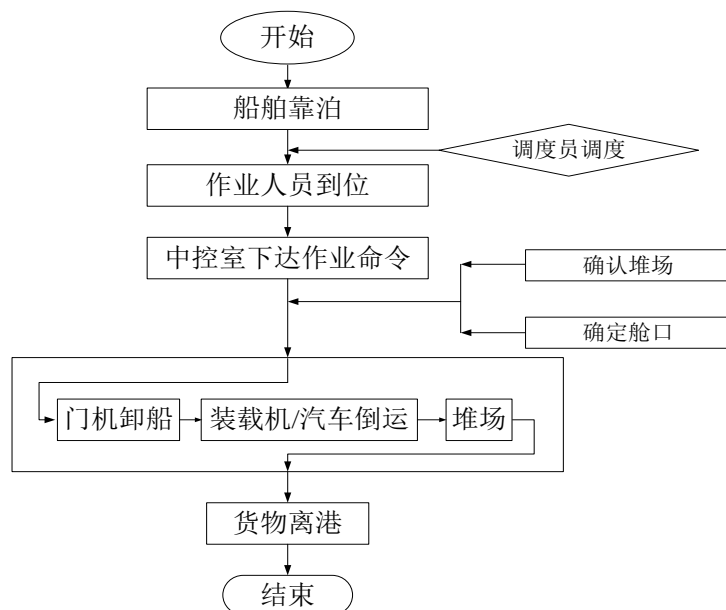 开始
船舶靠泊
调度员调度
作业人员到位
中控室下达作业命令
确认堆场
确定舱口
门机卸船
装载机/汽车倒运
堆场
货物离港
结束